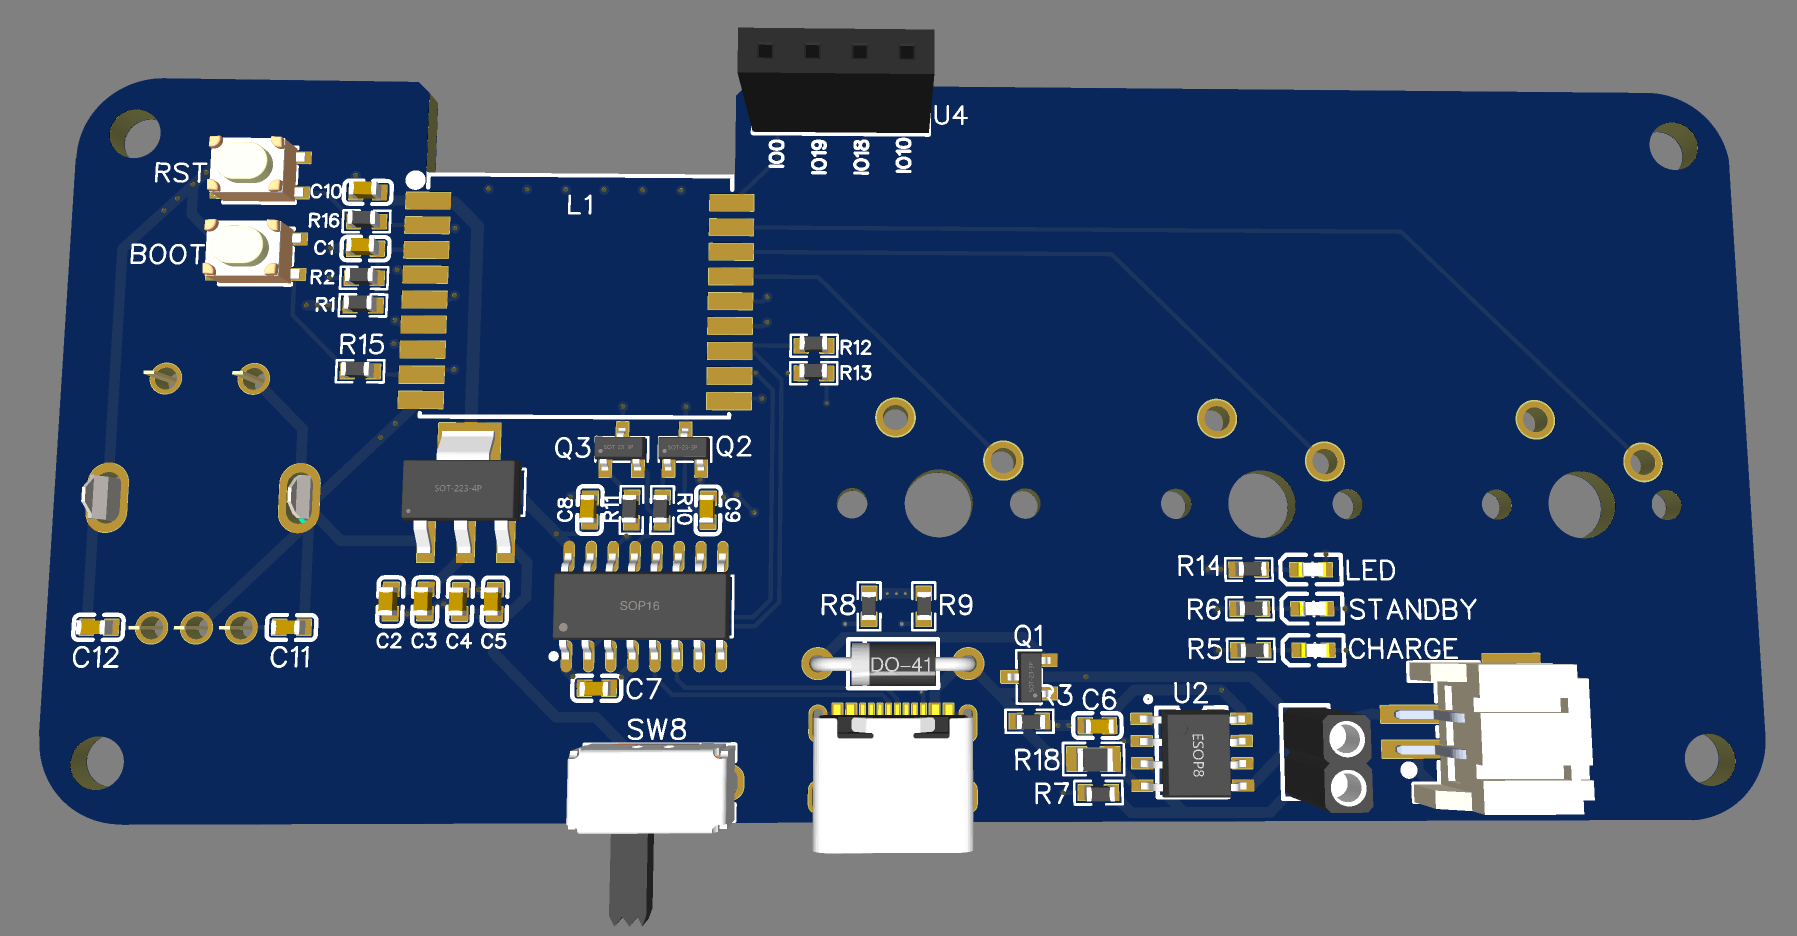 U4
IO0
IO19
IO18
IO10
RST
C10
L1
R16
BOOT
C1
R2
R1
R15
R12
R13
Q3
SOT-23-3P
SOT-23-3P
Q2
SOT-223-4P
C8
R11
R10
C9
R14
LED
SOP16
R8
R9
R6
STANDBY
C2
C3
C4
C5
Q1
R5
CHARGE
C12
C11
DO-41
SOT-23-3P
C7
R3
C6
U2
SW8
R18
ESOP8
R7